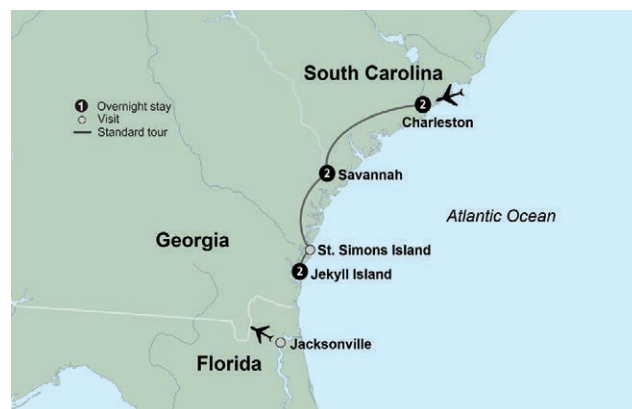 South Carolina
1 Overnight stay
Visit
Standard tour
2
Charleston
2 Savannah
Atlantic Ocean
Georgia
St. Simons Island
2 Jekyll Island
Jacksonville
Florida